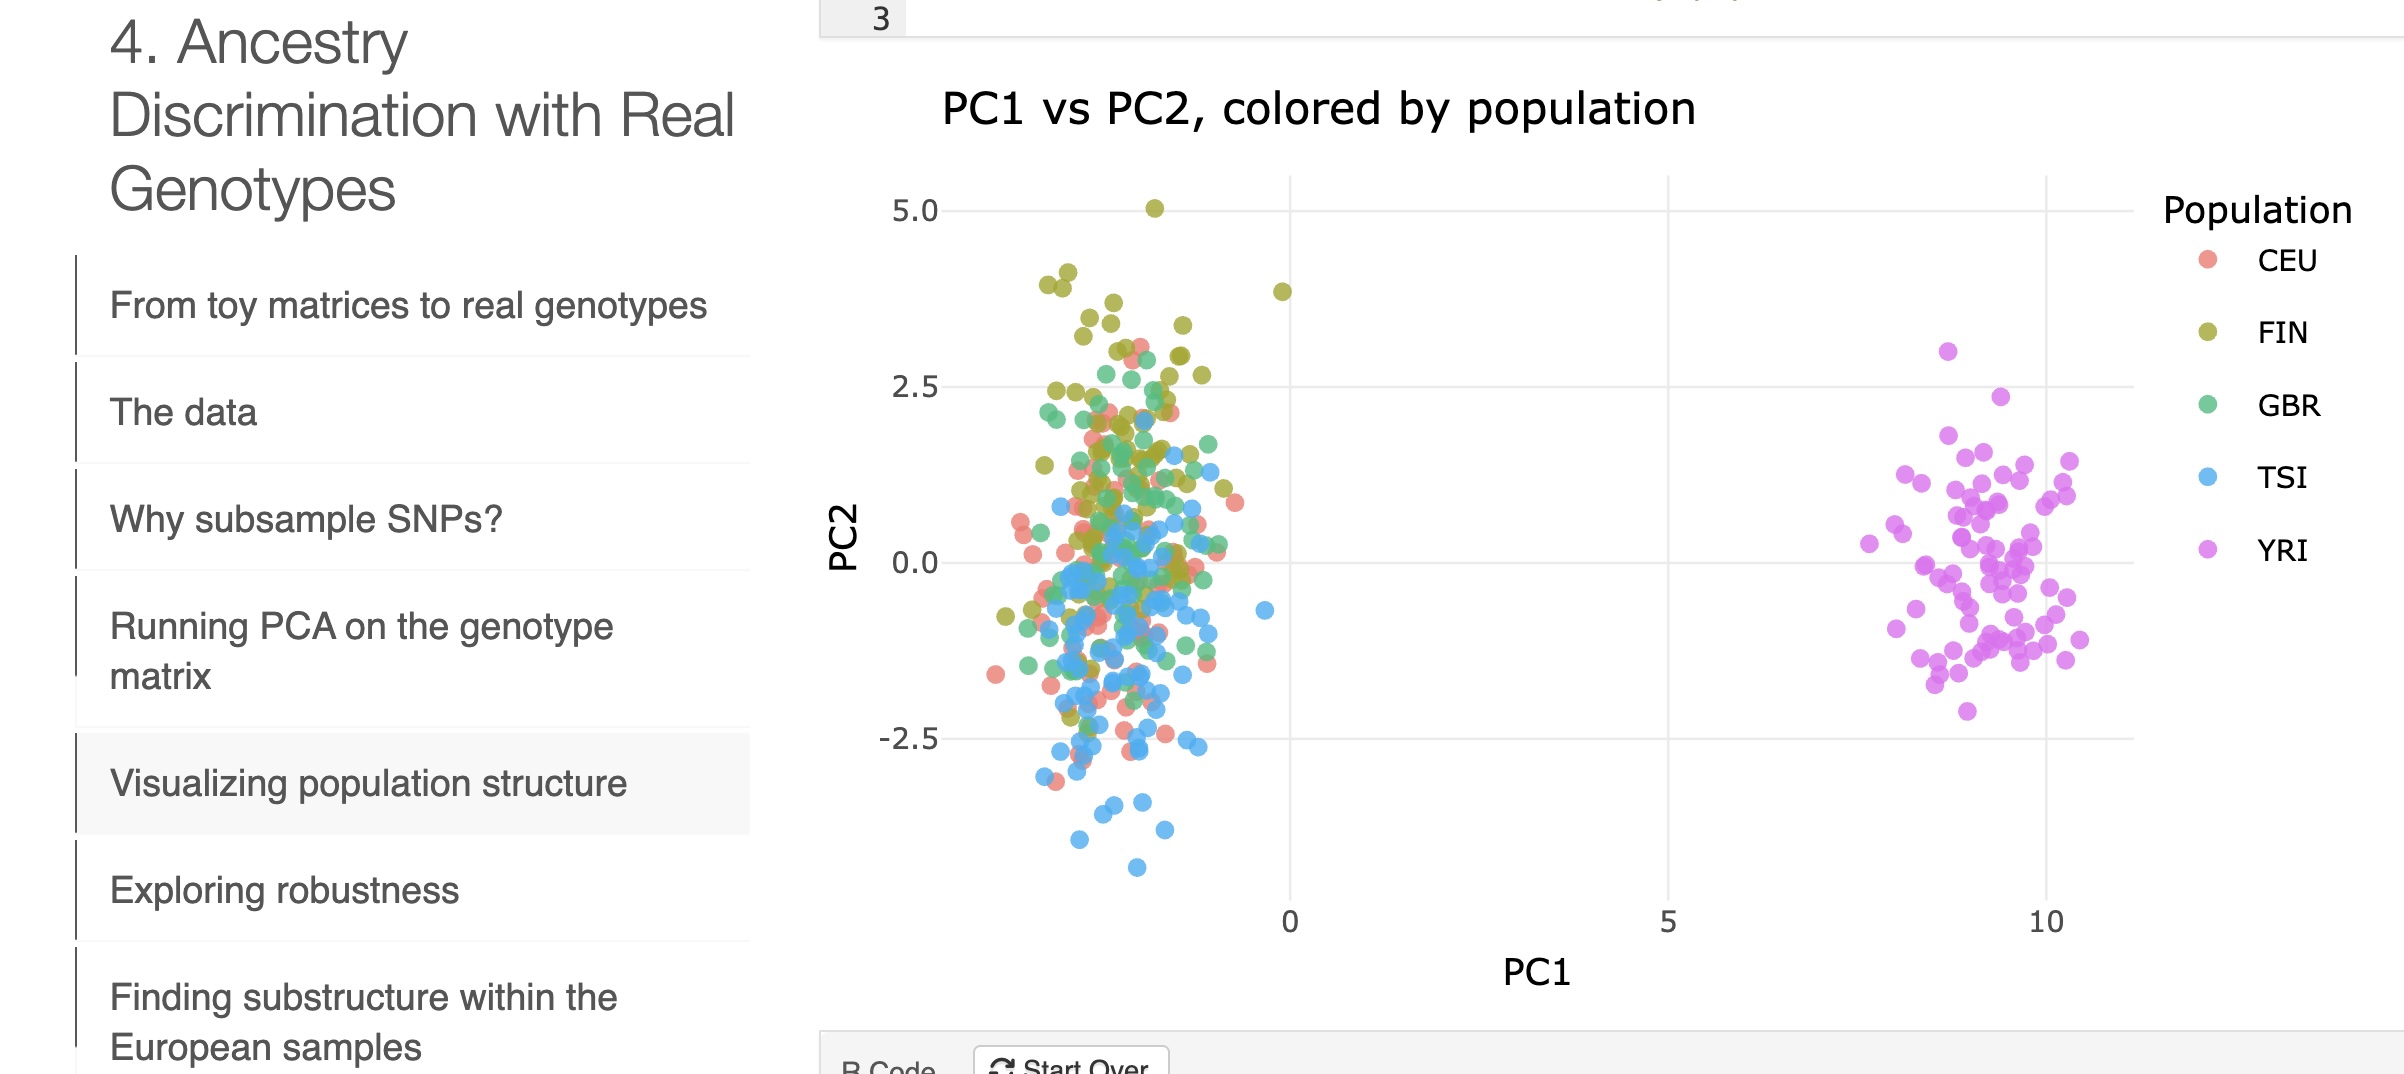 4. Ancestry
Discrimination with Real
Genotypes
From toy matrices to real genotypes
The data
Why subsample SNPs?
Running PCA on the genotype
matrix
Visualizing population structure
Exploring robustness
Finding substructure within the
European samples
3
PC1 vs PC2, colored by population
5.0
2.5
0.0
-2.5
PC2
0
5
10
PC1
Population
CEU
FIN
GBR
TSI
YRI
R Code
Start Over